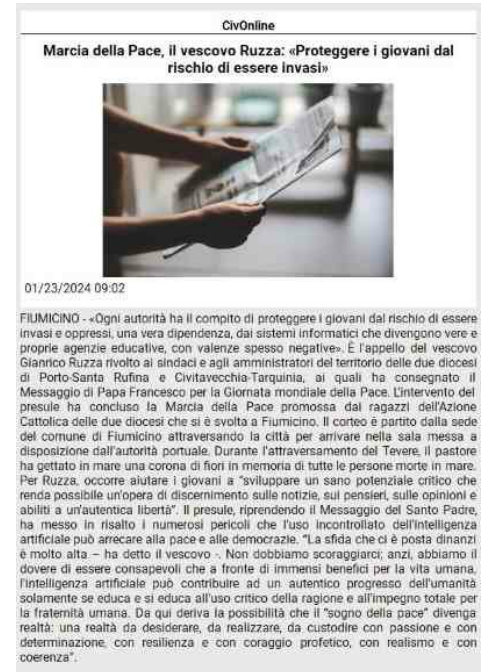 CivOnline
Marcia della Pace, il vescovo Ruzza: «Proteggere i giovani dal
rischio di essere invasi»
01/23/2024 09:02
FIUMICINO - «Ogni autorità ha il compito di proteggere i giovani dal rischio di essere
invasi e oppressi, una vera dipendenza, dai sistemi informatici che divengono vere e
proprie agenzie educative, con valenze spesso negative». È l'appello del vescovo
Gianrico Ruzza rivolto ai sindaci e agli amministratori del territorio delle due diocesi
di Porto-Santa Rufina e Civitavecchia-Tarquinia, ai quali ha consegnato il
Messaggio di Papa Francesco per la Giornata mondiale della Pace. L'intervento del
presule ha concluso la Marcia della Pace promossa dai ragazzi dell'Azione
Cattolica delle due diocesi che si è svolta a Fiumicino. Il corteo è partito dalla sede
del comune di Fiumicino attraversando la città per arrivare nella sala messa a
disposizione dall'autorità portuale. Durante l'attraversamento del Tevere, il pastore
ha gettato in mare una corona di fiori in memoria di tutte le persone morte in mare.
Per Ruzza, occorre aiutare i giovani a "sviluppare un sano potenziale critico che
renda possibile un'opera di discernimento sulle notizie, sui pensieri, sulle opinioni e
abiliti a un'autentica libertà". Il presule, riprendendo il Messaggio del Santo Padre,
ha messo in risalto i numerosi pericoli che l'uso incontrollato dell'intelligenza
artificiale può arrecare alla pace e alle democrazie. "La sfida che ci è posta dinanzi
è molto alta – ha detto il vescovo -. Non dobbiamo scoraggiarci; anzi, abbiamo il
dovere di essere consapevoli che a fronte di immensi benefici per la vita umana,
l'intelligenza artificiale può contribuire ad un autentico progresso dell'umanità
solamente se educa e si educa all'uso critico della ragione e all'impegno totale per
la fraternità umana. Da qui deriva la possibilità che il "sogno della pace" divenga
realtà: una realtà da desiderare, da realizzare, da custodire con passione e con
determinazione, con resilienza e con coraggio profetico, con realismo e con
coerenza".